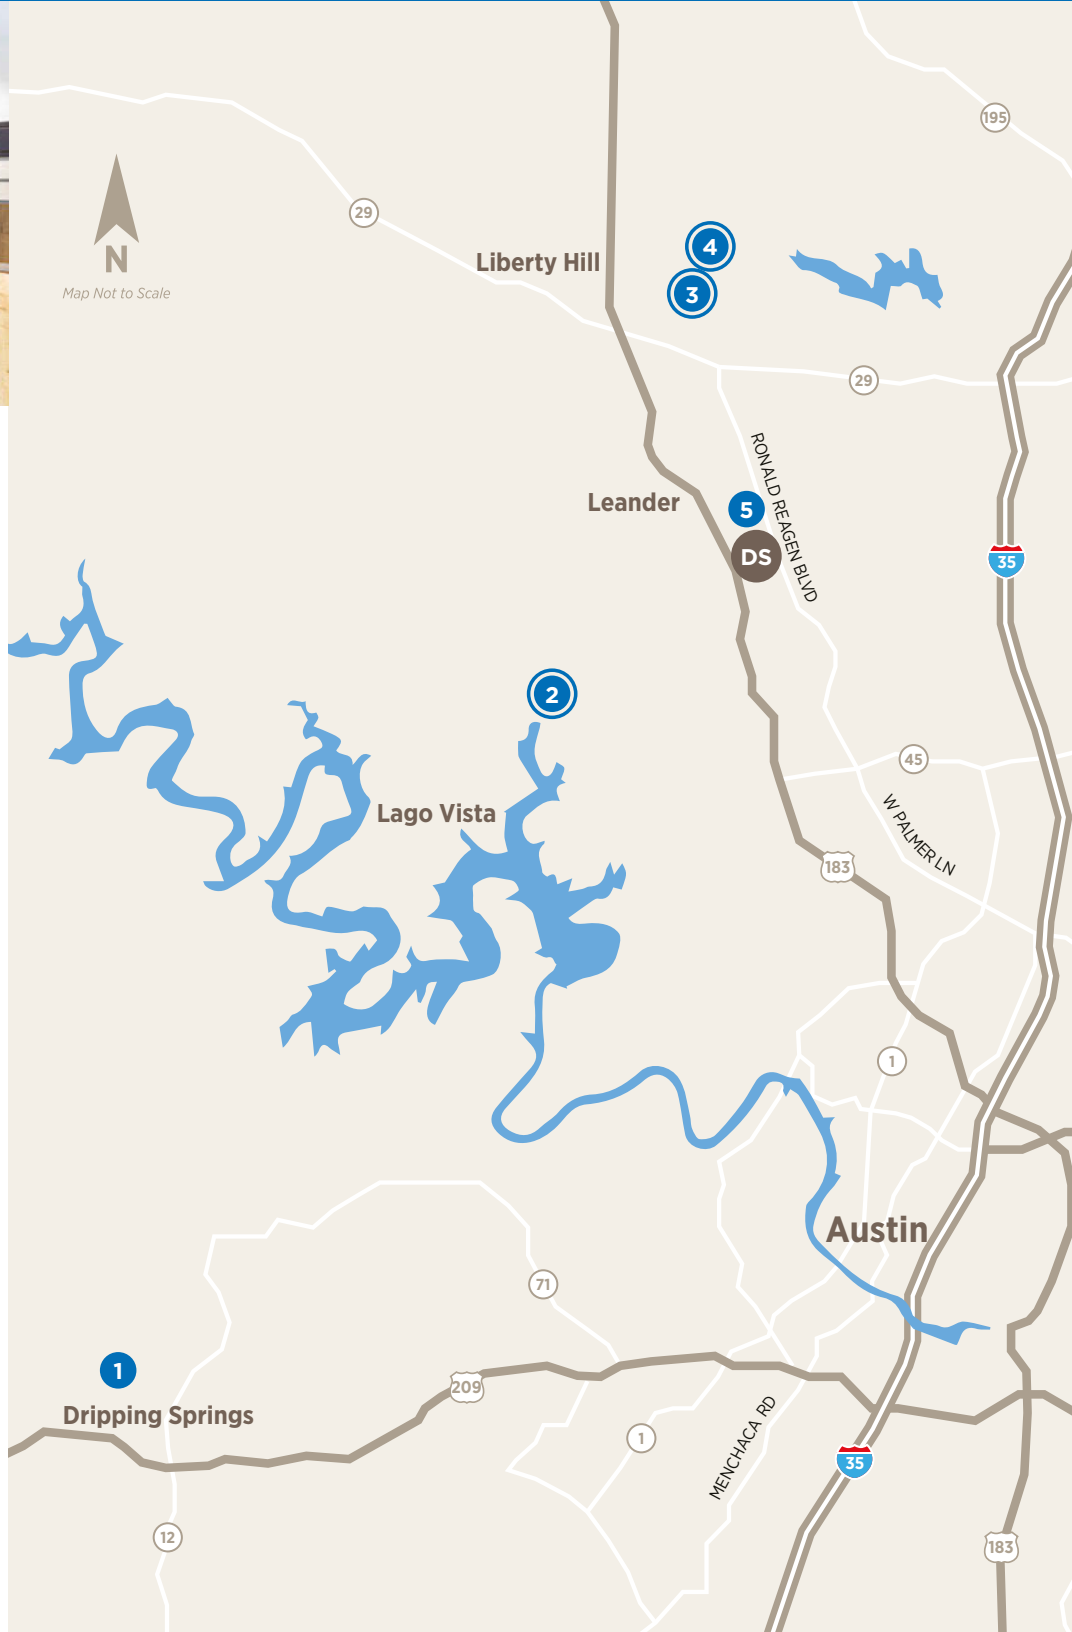 195
29
4
Liberty Hill
N
3
Map Not to Scale
29
RONALD REAGEN BLVD
Leander
5
DS
35
2
45
Lago Vista
W PALMER LN
183
1
Austin
71
1
209
Dripping Springs
MENCHACA RD
1
35
12
183